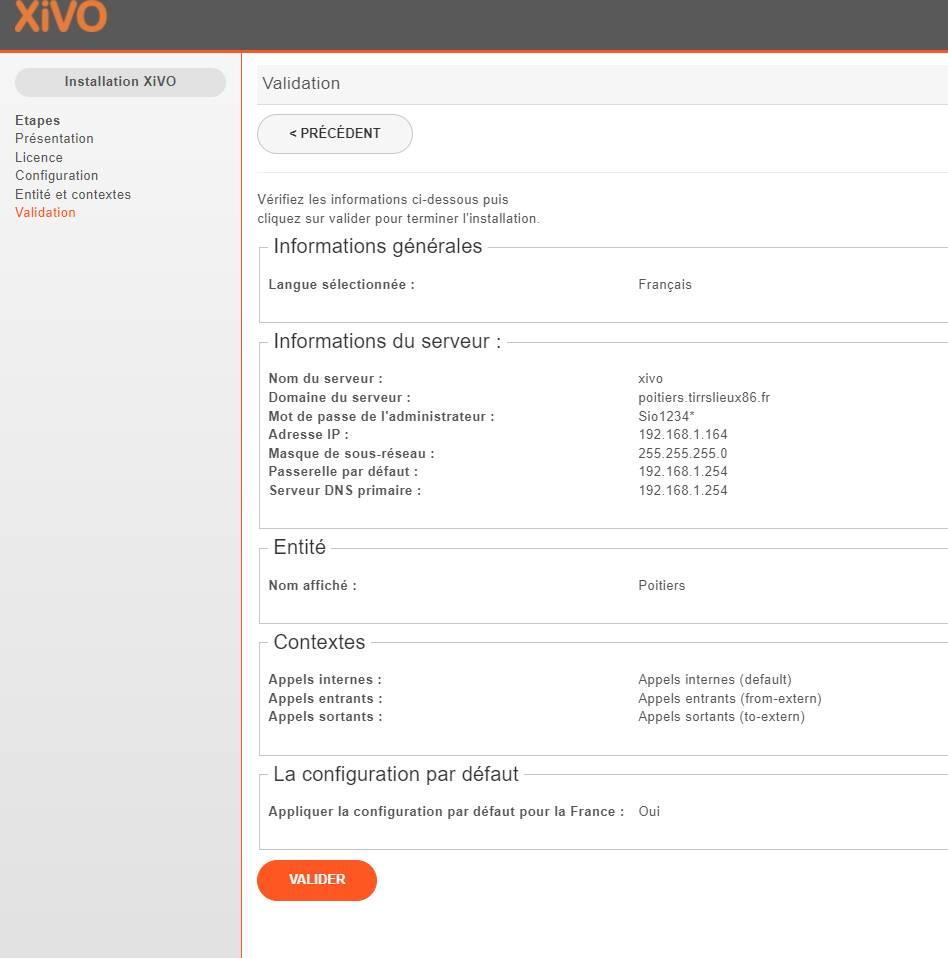 XiVO
Installation XiVO
Etapes
Présentation
Licence
Configuration
Entité et contextes
Validation
Validation
< PRÉCÉDENT
Vérifiez les informations ci-dessous puis
cliquez sur valider pour terminer l'installation.
Informations générales
Langue sélectionnée : Français
Informations du serveur :
Nom du serveur : xivo
Domaine du serveur : poitiers.tirrslieux86.fr
Mot de passe de l'administrateur : Sio1234*
Adresse IP : 192.168.1.164
Masque de sous-réseau : 255.255.255.0
Passerelle par défaut : 192.168.1.254
Serveur DNS primaire : 192.168.1.254
Entité
Nom affiché : Poitiers
Contextes
Appels internes : Appels internes (default)
Appels entrants : Appels entrants (from-extern)
Appels sortants : Appels sortants (to-extern)
La configuration par défaut
Appliquer la configuration par défaut pour la France : Oui
VALIDER